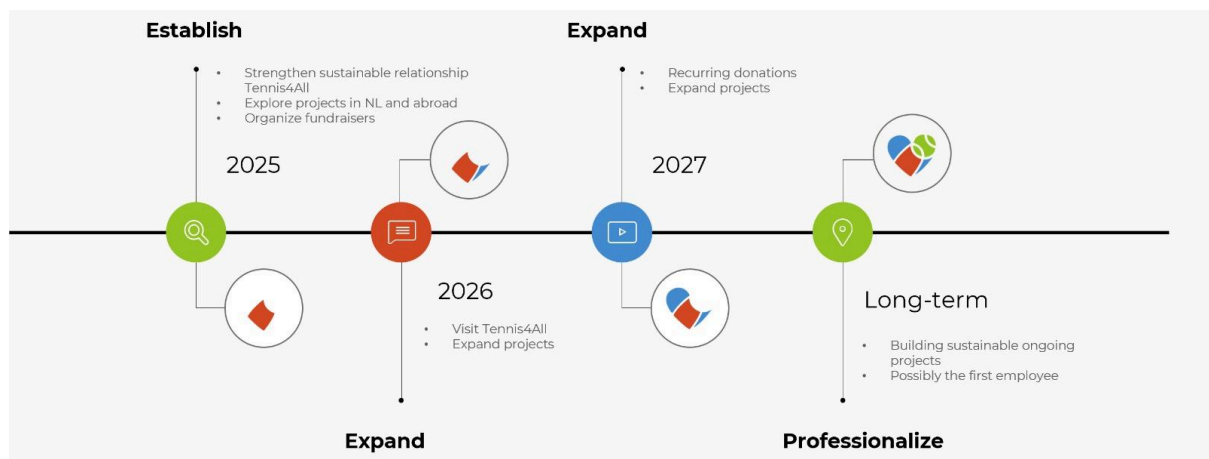 Establish
• Strengthen sustainable relationship
Tennis4All
• Explore projects in NL and abroad
• Organize fundraisers
2025
2026
• Visit Tennis4All
• Expand projects
Expand
Expand
• Recurring donations
• Expand projects
2027
Long-term
• Building sustainable ongoing
projects
• Possibly the first employee
Professionalize